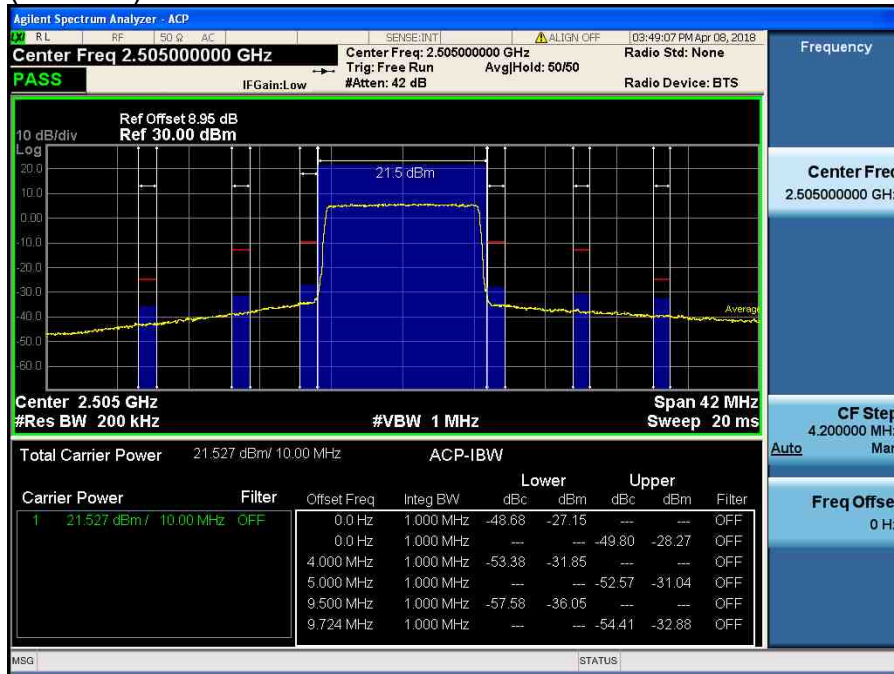 Agilent Spectrum Analyzer - ACP
LXI RL RF 50 Ω AC SENSE:INT ALIGN OFF 03:49:07 PM Apr 08, 2018
Center Freq 2.505000000 GHz
Center Freq: 2.505000000 GHz
Radio Std: None
Trig: Free Run Avg|Hold: 50/50
PASS
IFGain:Low
#Atten: 42 dB
Radio Device: BTS
Ref Offset 8.95 dB
10 dB/div Ref 30.00 dBm
Log
20.0
10.0
0.00
-10.0
-20.0
-30.0
-40.0
-50.0
-60.0
21.5 dBm
Average
Center 2.505 GHz Span 42 MHz
#Res BW 200 kHz #VBW 1 MHz Sweep 20 ms
Total Carrier Power 21.527 dBm/ 10.00 MHz ACP-IBW
Lower Upper
Carrier Power Filter Offset Freq Integ BW dBc dBm dBc dBm Filter
1 21.527 dBm / 10.00 MHz OFF
0.0 Hz 1.000 MHz -48.68 -27.15 --- --- OFF
0.0 Hz 1.000 MHz --- --- -49.80 -28.27 OFF
4.000 MHz 1.000 MHz -53.38 -31.85 --- --- OFF
5.000 MHz 1.000 MHz --- --- -52.57 -31.04 OFF
9.500 MHz 1.000 MHz -57.58 -36.05 --- --- OFF
9.724 MHz 1.000 MHz --- --- -54.41 -32.88 OFF
MSG STATUS
Frequency
Center Freq
2.505000000 GHz
CF Step
4.200000 MHz
Auto Man
Freq Offse
0 Hz